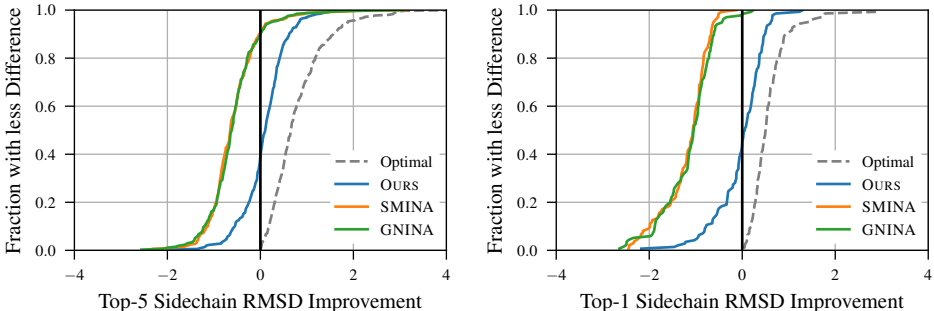 Fraction with less Difference
1.0
0.8
0.6
0.4
0.2
0.0
Optimal
OURS
SMINA
GNINA
−4 −2 0 2 4
Top-5 Sidechain RMSD Improvement
Fraction with less Difference
1.0
0.8
0.6
0.4
0.2
0.0
Optimal
OURS
SMINA
GNINA
−4 −2 0 2 4
Top-1 Sidechain RMSD Improvement